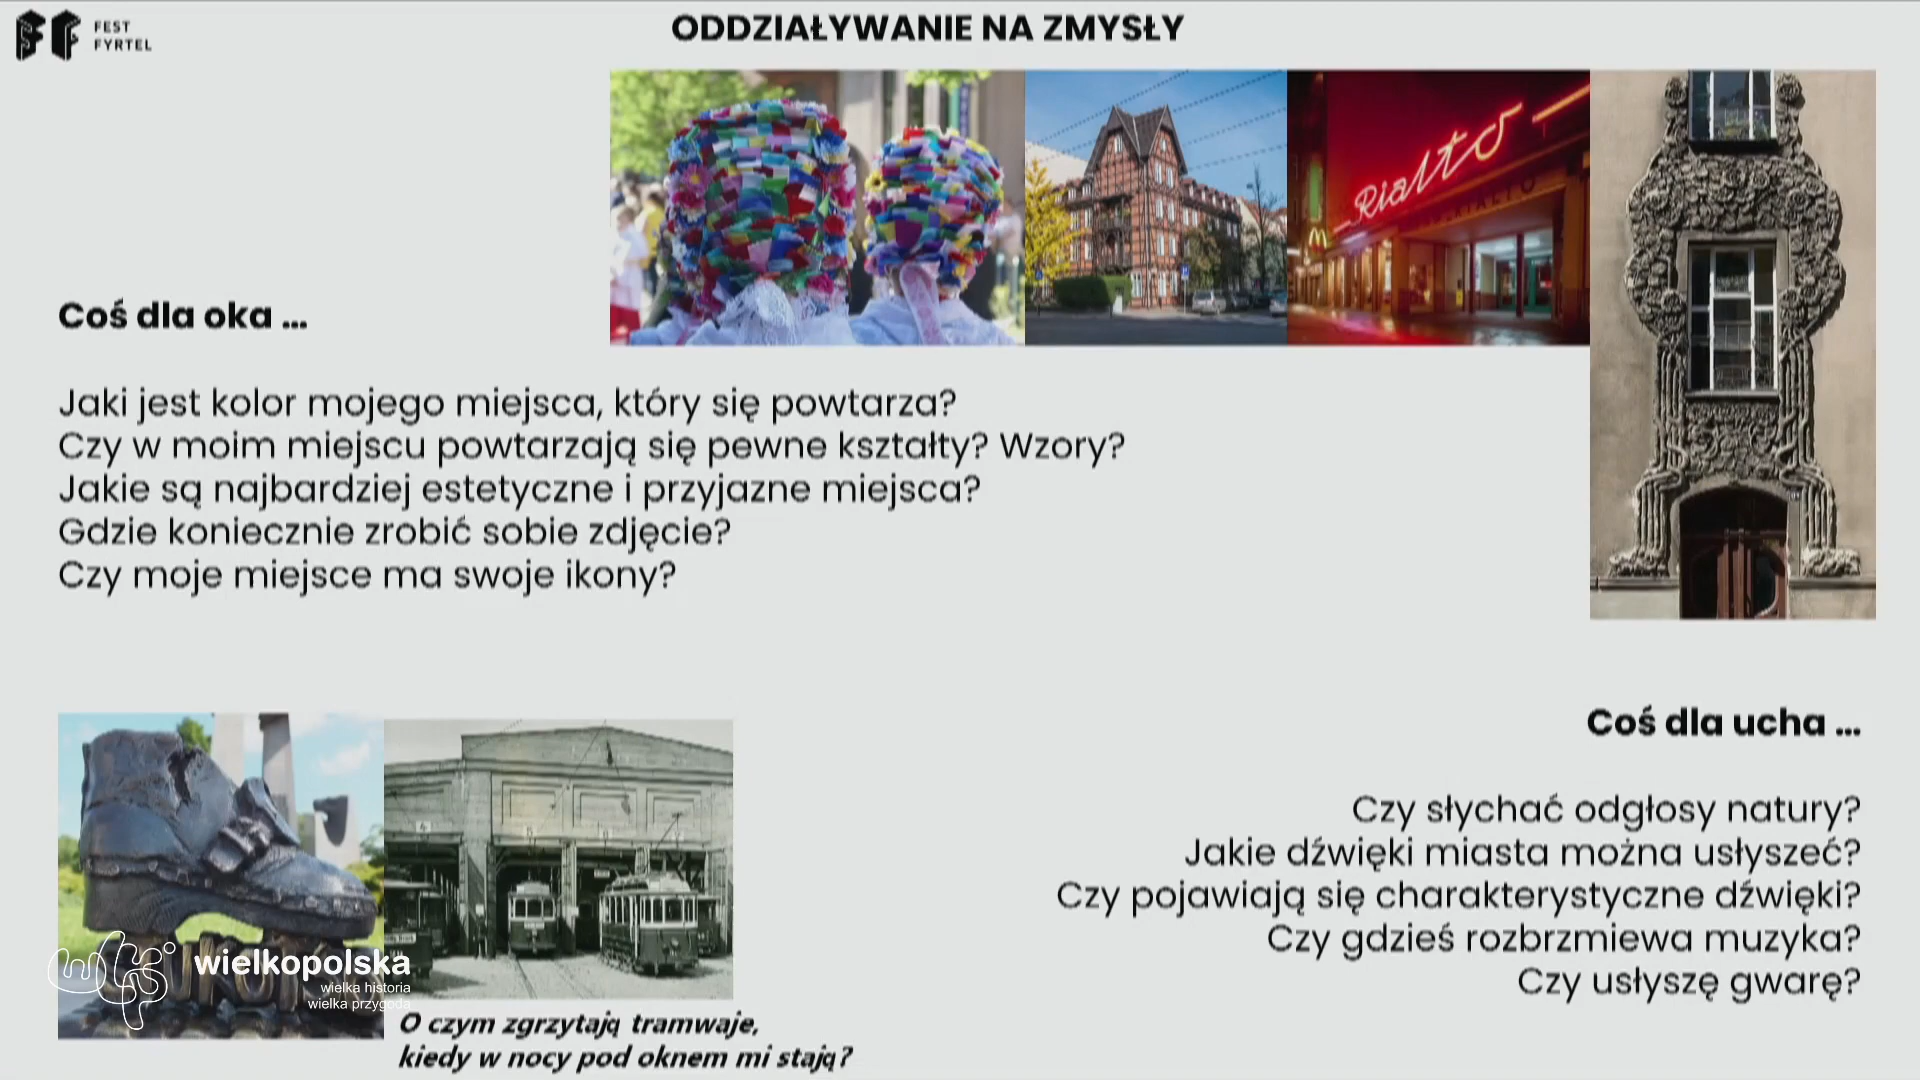 FEST
FYRTEL
ODDZIAŁYWANIE NA ZMYSŁY
Rialto
RIALTO
Coś dla oka ...
Jaki jest kolor mojego miejsca, który się powtarza?
Czy w moim miejscu powtarzają się pewne kształty? Wzory?
Jakie są najbardziej estetyczne i przyjazne miejsca?
Gdzie koniecznie zrobić sobie zdjęcie?
Czy moje miejsce ma swoje ikony?
Coś dla ucha ...
Czy słychać odgłosy natury?
Jakie dźwięki miasta można usłyszeć?
Czy pojawiają się charakterystyczne dźwięki?
Czy gdzieś rozbrzmiewa muzyka?
Czy usłyszę gwarę?
wielkopolska
wielka historia
wielka przygoda
O czym zgrzytają tramwaje,
kiedy w nocy pod oknem mi stają?